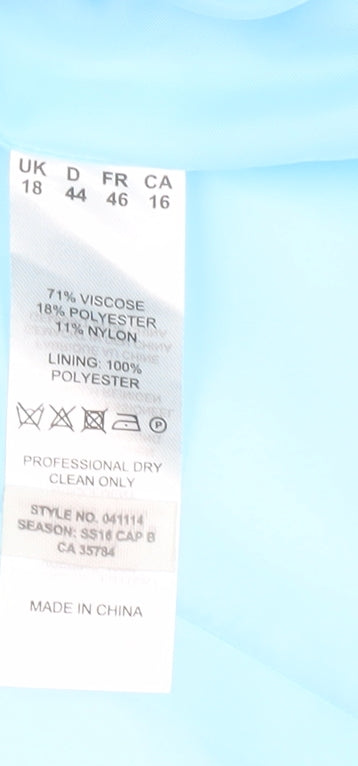 UK D FR CA
18 44 46 16
71% VISCOSE
18% POLYESTER
11% NYLON
LINING: 100%
POLYESTER
P
PROFESSIONAL DRY
CLEAN ONLY
STYLE NO. 041114
SEASON: SS16 CAP B
CA 35784
MADE IN CHINA